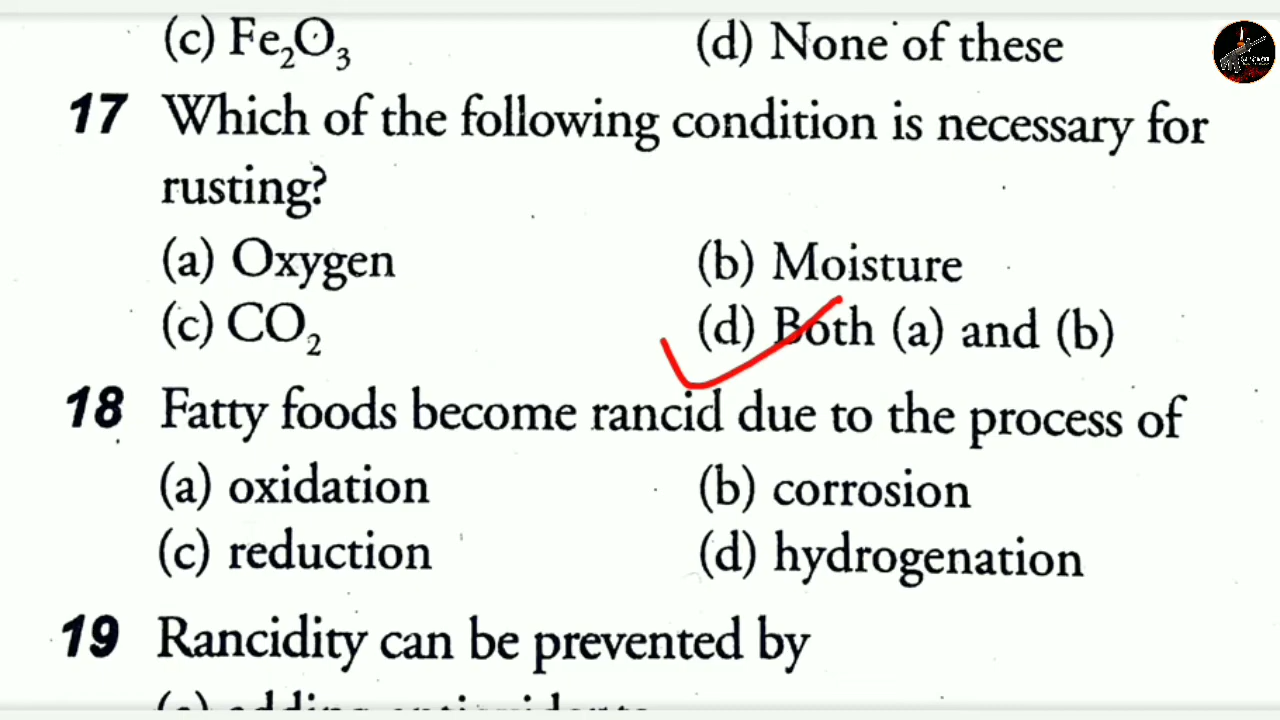 (c) Fe₂O₃ (d) None of these
17 Which of the following condition is necessary for
rusting?
(a) Oxygen (b) Moisture
(c) CO₂ (d) Both (a) and (b)
18 Fatty foods become rancid due to the process of
(a) oxidation (b) corrosion
(c) reduction (d) hydrogenation
19 Rancidity can be prevented by